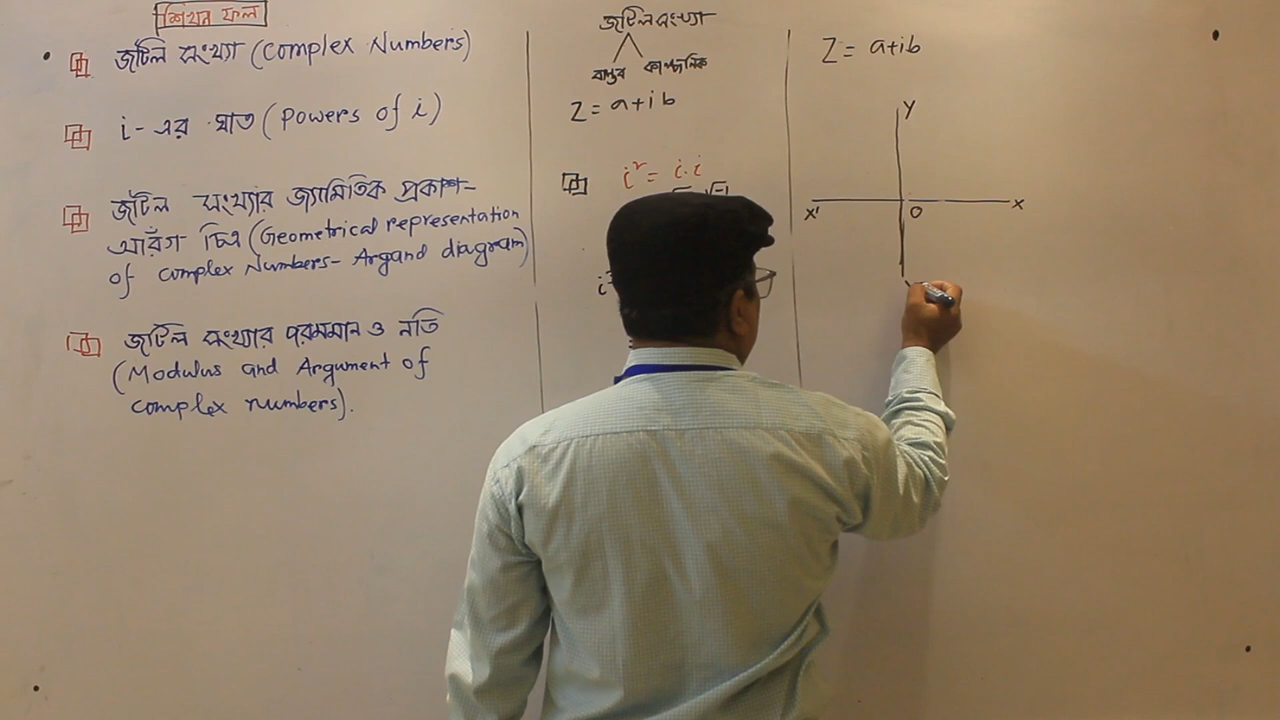 শিখন ফল
জটিল সংখ্যা (Complex Numbers)
i- এর ঘাত (Powers of i)
জটিল সংখ্যার জ্যামিতিক প্রকাশ-
আরঁগ চিত্র (Geometrical representation
of complex Numbers- Argand diagram)
জটিল সংখ্যার পরমমান ও নতি
(Modulus and Argument of
complex numbers).
জটিল সংখ্যা
বাস্তব কাল্পনিক
Z = a+ib
i² = i.i
√-1
Z = a+ib
Y
X' O X